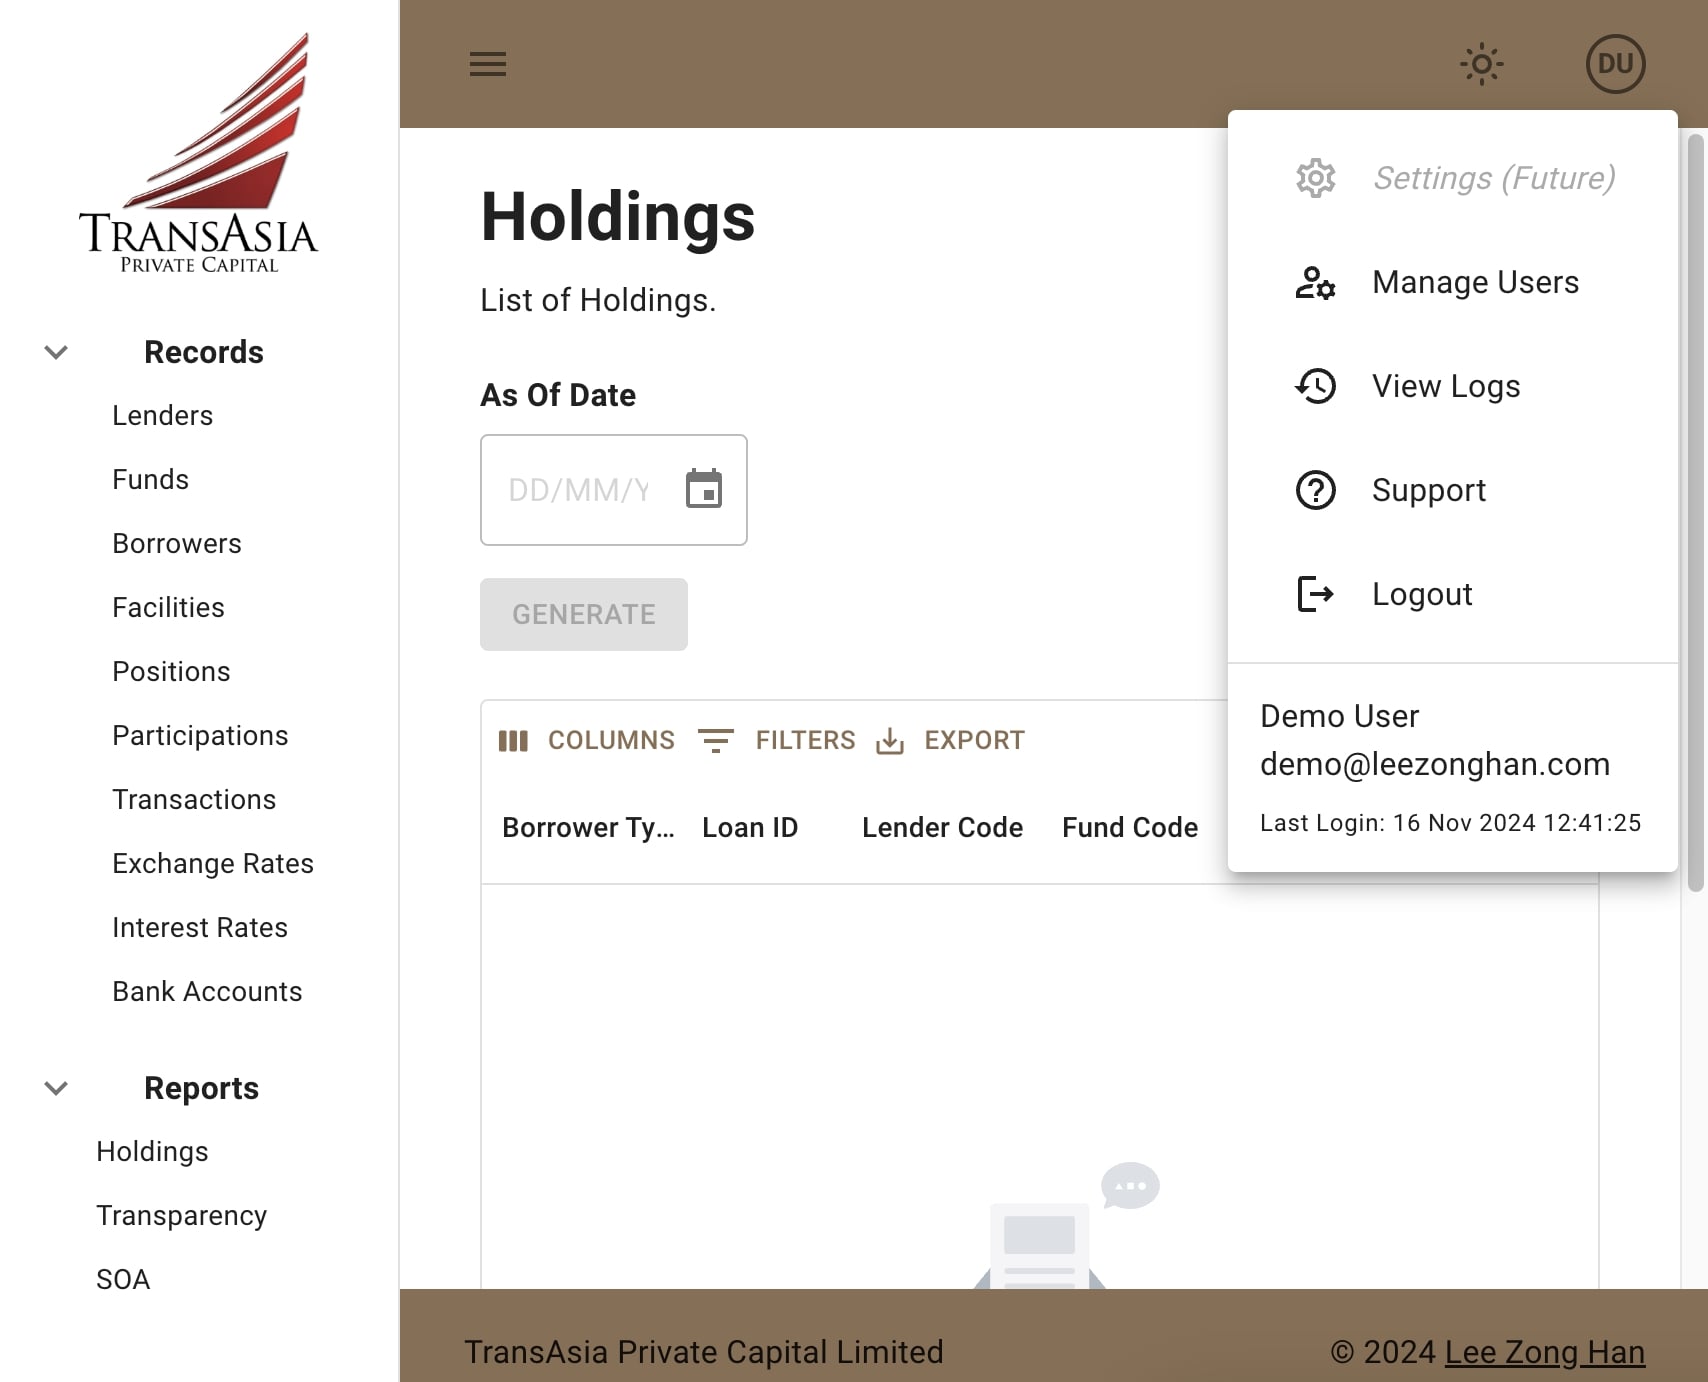 TRANSASIA
PRIVATE CAPITAL
Records
Lenders
Funds
Borrowers
Facilities
Positions
Participations
Transactions
Exchange Rates
Interest Rates
Bank Accounts
Reports
Holdings
Transparency
SOA
DU
Holdings
List of Holdings.
As Of Date
DD/MM/Y
GENERATE
COLUMNS FILTERS EXPORT
Borrower Ty... Loan ID Lender Code Fund Code
Settings (Future)
Manage Users
View Logs
Support
Logout
Demo User
demo@leezonghan.com
Last Login: 16 Nov 2024 12:41:25
TransAsia Private Capital Limited
© 2024 Lee Zong Han